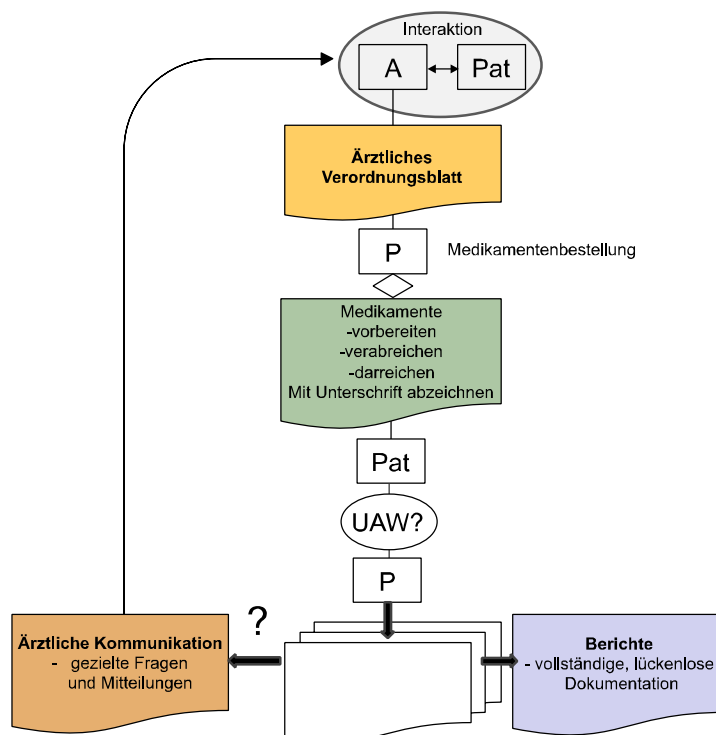 Interaktion
A
Pat
Ärztliches
Verordnungsblatt
P
Medikamentenbestellung
Medikamente
-vorbereiten
-verabreichen
-darreichen
Mit Unterschrift abzeichnen
Pat
UAW?
P
?
Ärztliche Kommunikation
- gezielte Fragen
und Mitteilungen
Berichte
- vollständige, lückenlose
Dokumentation